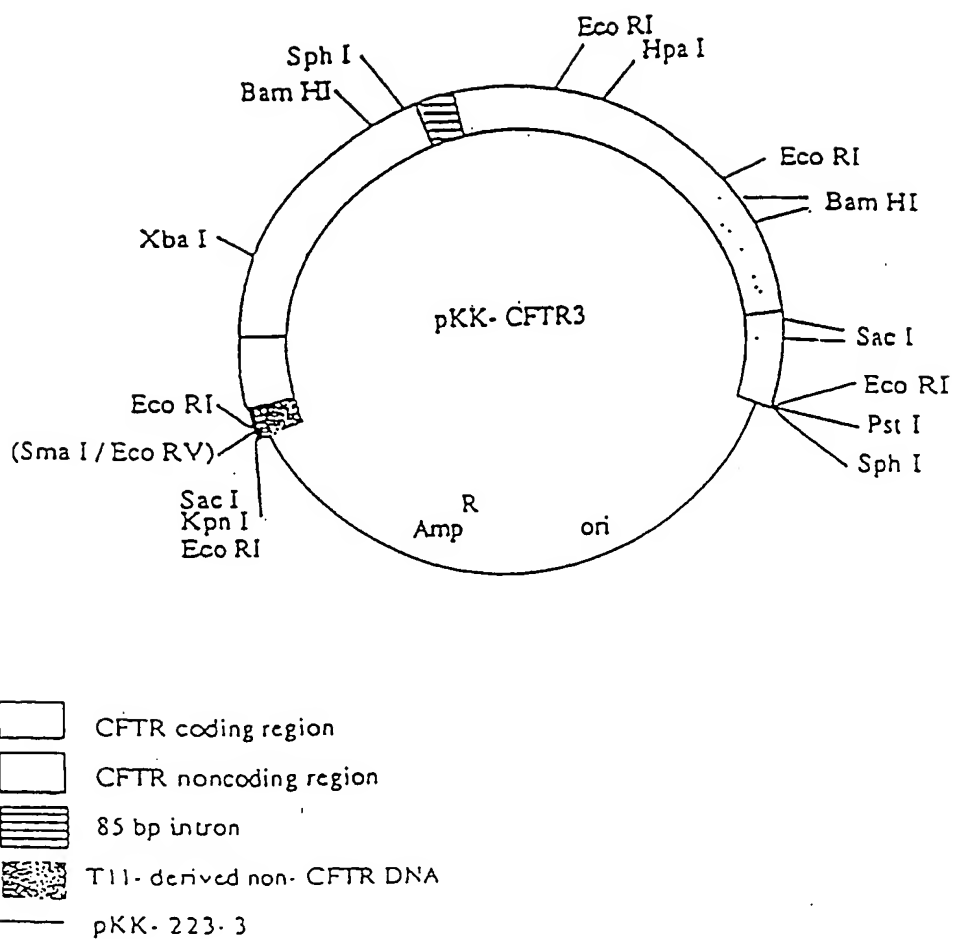 Eco RI
Sph I
Hpa I
Bam HI
Eco RI
Bam HI
Xba I
pKK- CFTR3
Sac I
Eco RI
Eco RI
Pst I
(Sma I / Eco RV)
Sph I
Sac I
Kpn I
Eco RI
Amp R
ori
CFTR coding region
CFTR noncoding region
85 bp intron
T11- derived non- CFTR DNA
pKK- 223- 3